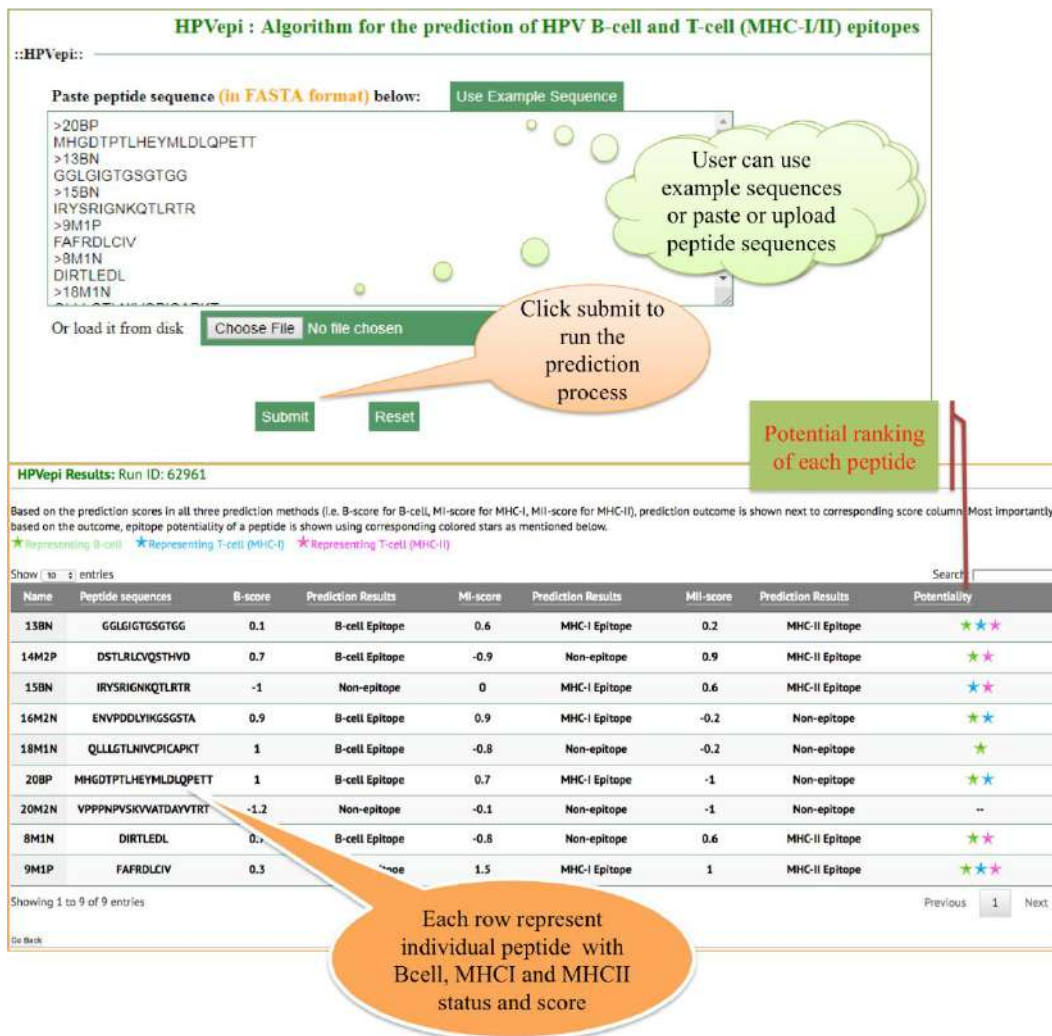 HPVepi : Algorithm for the prediction of HPV B-cell and T-cell (MHC-I/II) epitopes
::HPVepi::
Paste peptide sequence (in FASTA format) below: Use Example Sequence
>20BP
MHGDTPTLHEYMLDLQPETT
>13BN
GGLGIGTGSGTGG
>15BN
IRYSRIGNKQTLRTR
>9M1P
FAFRDLCIV
>8M1N
DIRTLEDL
>18M1N
User can use
example sequences
or paste or upload
peptide sequences
Or load it from disk Choose File No file chosen
Click submit to
run the
prediction
process
Submit Reset
Potential ranking
of each peptide
HPVepi Results: Run ID: 62961
Based on the prediction scores in all three prediction methods (i.e. B-score for B-cell, MI-score for MHC-I, MII-score for MHC-II), prediction outcome is shown next to corresponding score column. Most importantly
based on the outcome, epitope potentiality of a peptide is shown using corresponding colored stars as mentioned below.
Representing B-cell Representing T-cell (MHC-I) Representing T-cell (MHC-II)
Show 10 entries Search:
Name Peptide sequences B-score Prediction Results MI-score Prediction Results MII-score Prediction Results Potentiality
13BN GGLGIGTGSGTGG 0.1 B-cell Epitope 0.6 MHC-I Epitope 0.2 MHC-II Epitope
14M2P DSTLRLCVQSTHVD 0.7 B-cell Epitope -0.9 Non-epitope 0.9 MHC-II Epitope
15BN IRYSRIGNKQTLRTR -1 Non-epitope 0 MHC-I Epitope 0.6 MHC-II Epitope
16M2N ENVPDDLYIKGSGSTA 0.9 B-cell Epitope 0.9 MHC-I Epitope -0.2 Non-epitope
18M1N QLLLGTLNIVCPICAPKT 1 B-cell Epitope -0.8 Non-epitope -0.2 Non-epitope
20BP MHGDTPTLHEYMLDLQPETT 1 B-cell Epitope 0.7 MHC-I Epitope -1 Non-epitope
20M2N VPPPNPVSKVVATDAYVTRT -1.2 Non-epitope -0.1 Non-epitope -1 Non-epitope --
8M1N DIRTLEDL B-cell Epitope -0.8 Non-epitope 0.6 MHC-II Epitope
9M1P FAFRDLCIV 0.3 1.5 MHC-I Epitope 1 MHC-II Epitope
Showing 1 to 9 of 9 entries Previous 1 Next
Go Back
Each row represent
individual peptide with
Bcell, MHCI and MHCII
status and score